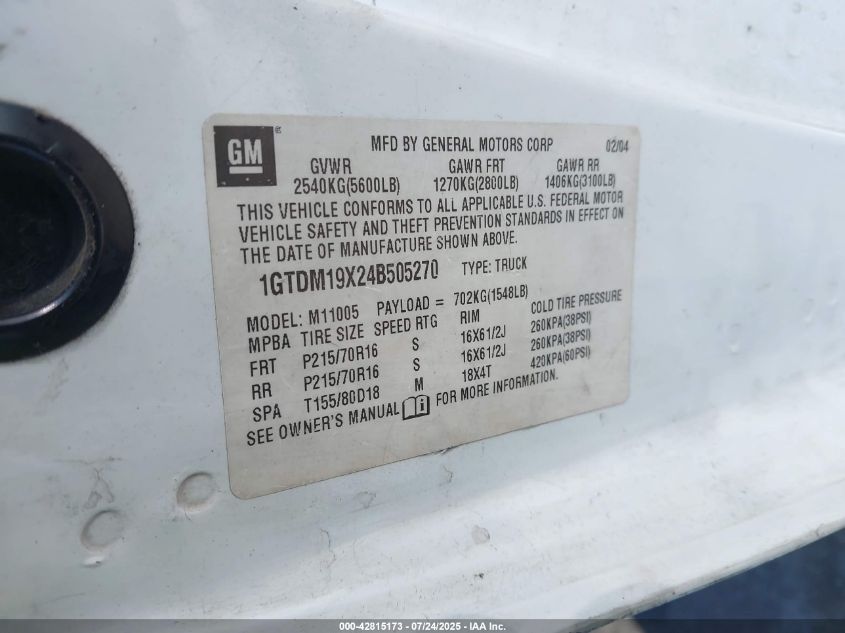 GM
MFD BY GENERAL MOTORS CORP 02/04
GVWR GAWR FRT GAWR RR
2540KG(5600LB) 1270KG(2800LB) 1406KG(3100LB)
THIS VEHICLE CONFORMS TO ALL APPLICABLE U.S. FEDERAL MOTOR
VEHICLE SAFETY AND THEFT PREVENTION STANDARDS IN EFFECT ON
THE DATE OF MANUFACTURE SHOWN ABOVE.
1GTDM19X24B505270 TYPE: TRUCK
MODEL: M11005 PAYLOAD = 702KG(1548LB)
MPBA TIRE SIZE SPEED RTG RIM COLD TIRE PRESSURE
FRT P215/70R16 S 16X61/2J 260KPA(38PSI)
RR P215/70R16 S 16X61/2J 260KPA(38PSI)
SPA T155/80D18 M 18X4T 420KPA(60PSI)
SEE OWNER'S MANUAL FOR MORE INFORMATION.
000-42815173 - 07/24/2025 - IAA Inc.